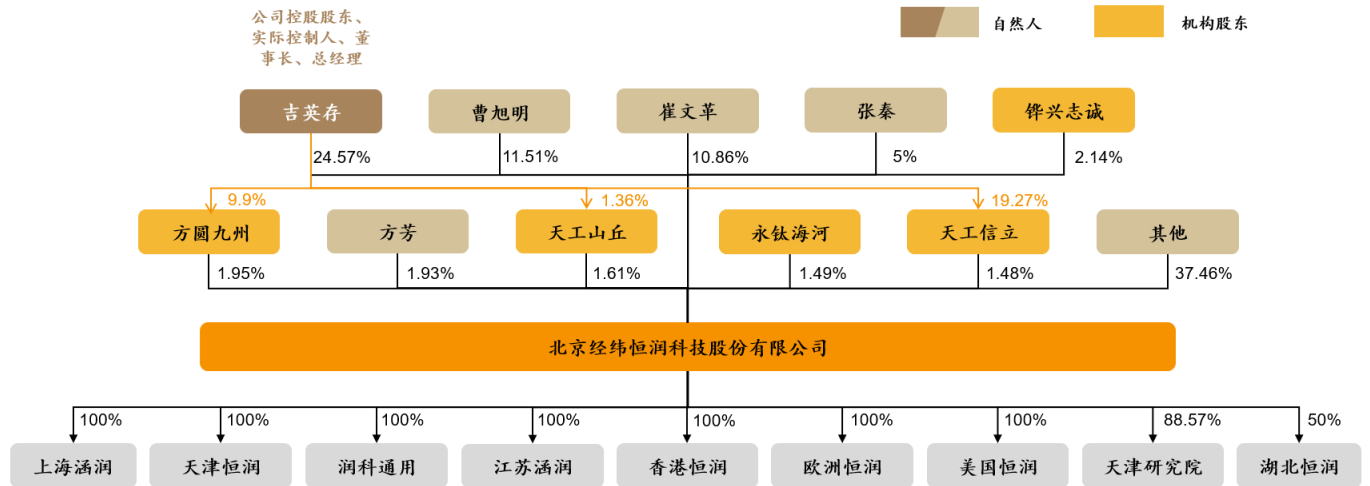 公司控股股东、
实际控制人、董
事长、总经理
自然人
机构股东
吉英存
曹旭明
崔文革
张秦
铧兴志诚
24.57%
11.51%
10.86%
5%
2.14%
9.9%
1.36%
19.27%
方圆九州
方芳
天工山丘
永钛海河
天工信立
其他
1.95%
1.93%
1.61%
1.49%
1.48%
37.46%
北京经纬恒润科技股份有限公司
100%
100%
100%
100%
100%
100%
100%
88.57%
50%
上海涵润
天津恒润
润科通用
江苏涵润
香港恒润
欧洲恒润
美国恒润
天津研究院
湖北恒润